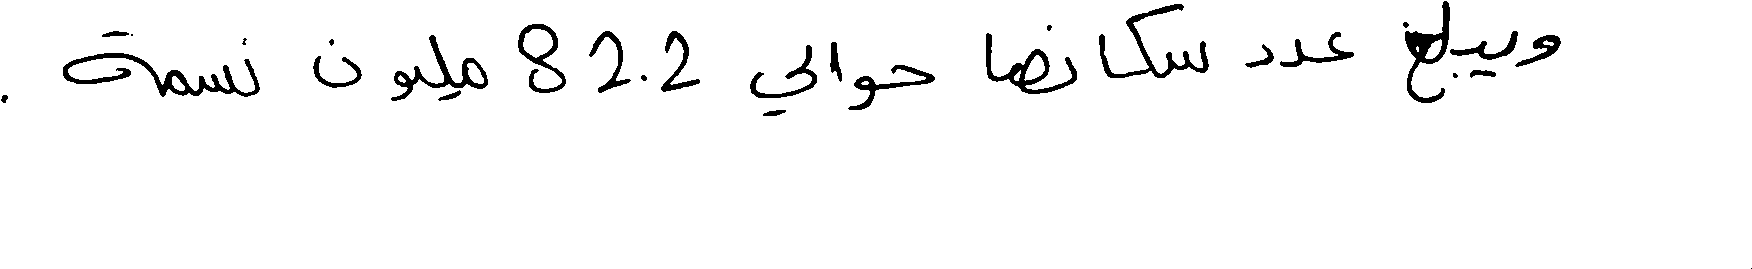 ويبلغ عدد سكانها حوالي 82.2 مليون نسمة .